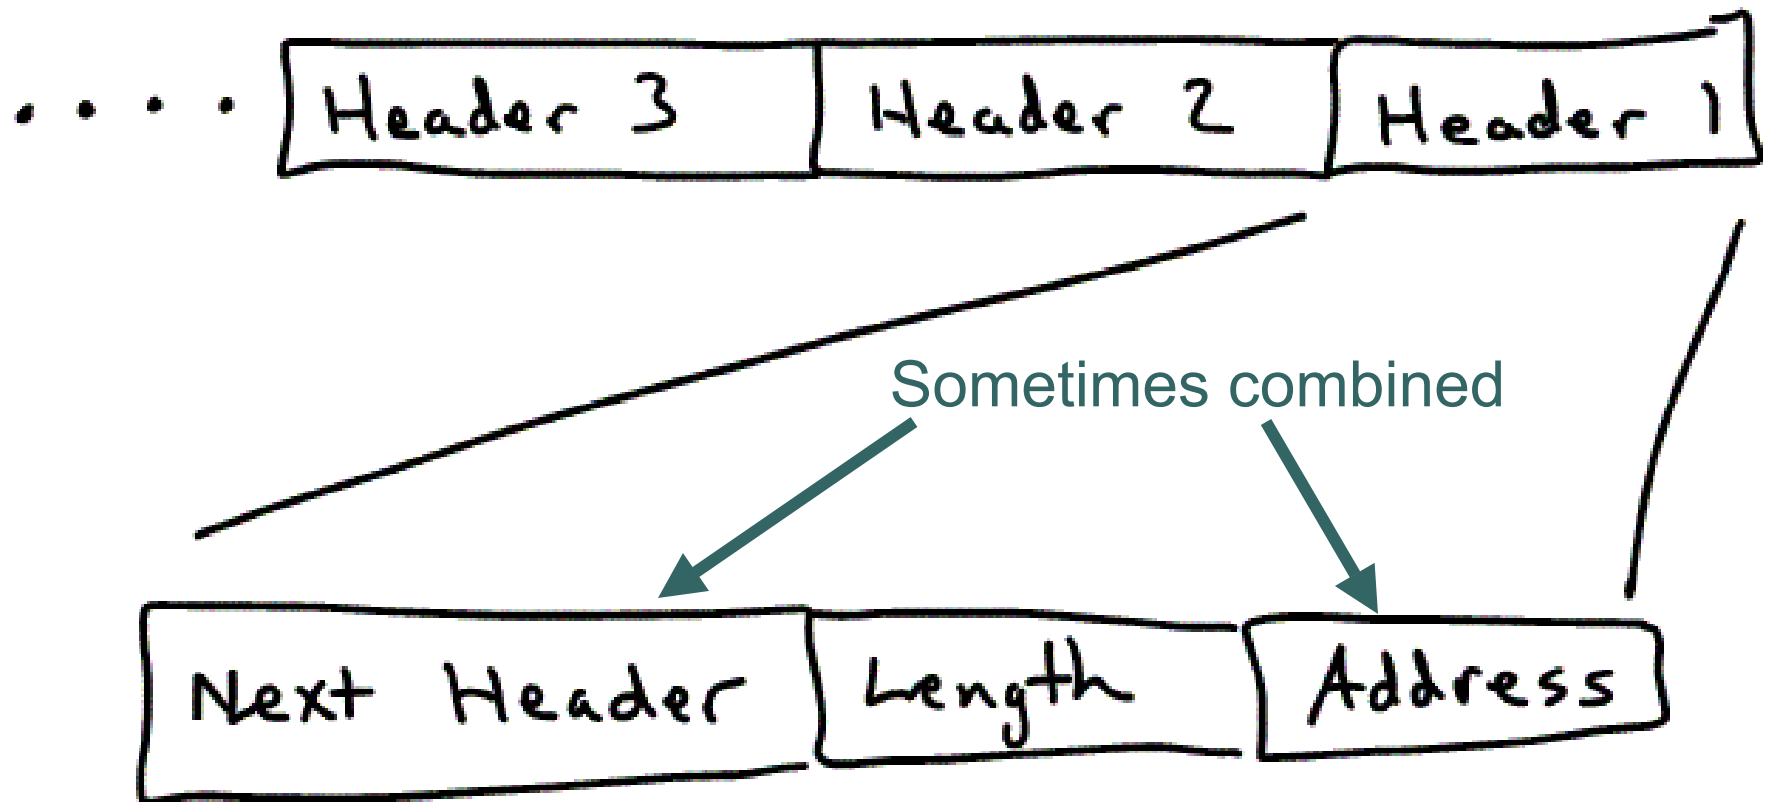 .... Header 3 Header 2 Header 1
Sometimes combined
Next Header Length Address